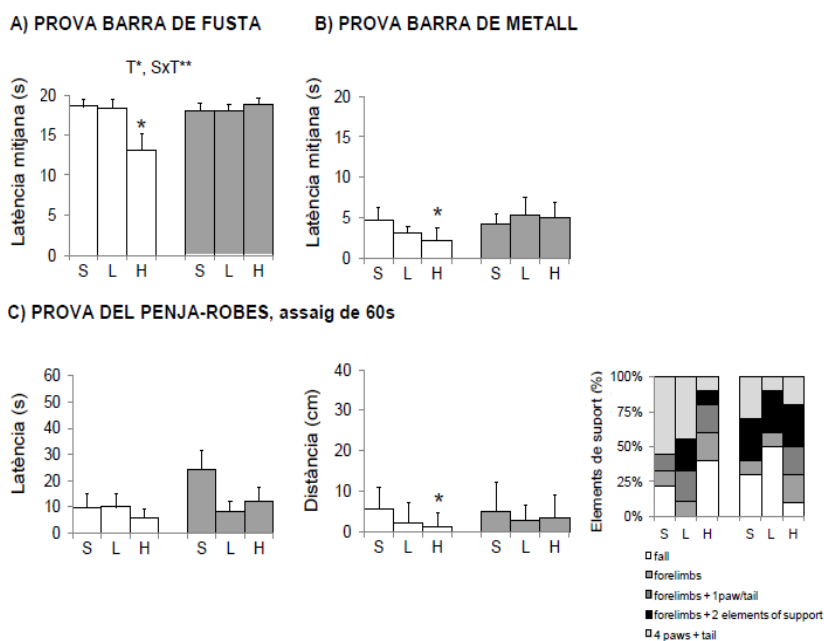 A) PROVA BARRA DE FUSTA
B) PROVA BARRA DE METALL
T*, SxT**
Latència mitjana (s)
20
15
10
5
0
*
S L H S L H
Latència mitjana (s)
20
15
10
5
0
*
S L H S L H
C) PROVA DEL PENJA-ROBES, assaig de 60s
Latència (s)
60
50
40
30
20
10
0
S L H S L H
Distància (cm)
40
30
20
10
0
*
S L H S L H
Elements de suport (%)
100%
75%
50%
25%
0%
S L H S L H
fall
forelimbs
forelimbs + 1paw/tail
forelimbs + 2 elements of support
4 paws + tail